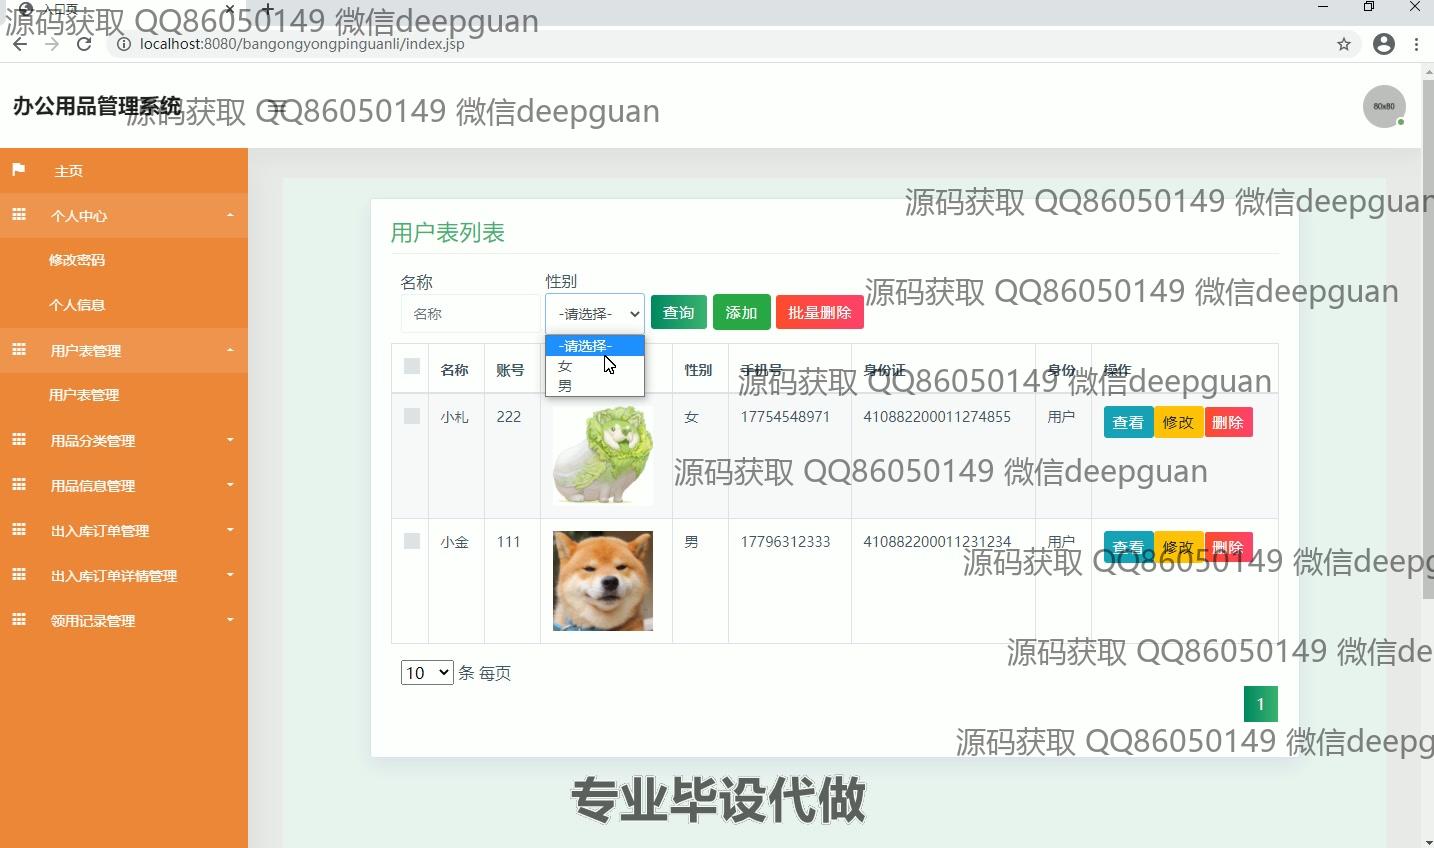 入口页
源码获取 QQ86050149 微信deepguan
localhost:8080/bangongyongpinguanli/index.jsp
办公用品管理系统
源码获取 QQ86050149 微信deepguan
80x80
主页
个人中心
修改密码
个人信息
用户表管理
用户表管理
用品分类管理
用品信息管理
出入库订单管理
出入库订单详情管理
领用记录管理
源码获取 QQ86050149 微信deepguan
用户表列表
名称 性别
源码获取 QQ86050149 微信deepguan
名称 -请选择- 查询 添加 批量删除
-请选择-
女
男
名称 账号 性别 手机号 身份证 身份 操作
源码获取 QQ86050149 微信deepguan
小札 222 女 17754548971 410882200011274855 用户 查看 修改 删除
源码获取 QQ86050149 微信deepguan
小金 111 男 17796312333 410882200011231234 用户 查看 修改 删除
源码获取 QQ86050149 微信deepg
源码获取 QQ86050149 微信de
10 条 每页
1
源码获取 QQ86050149 微信deepg
专业毕设代做